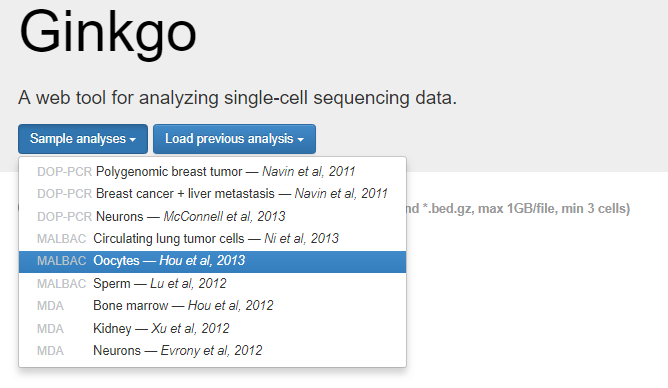 Ginkgo
A web tool for analyzing single-cell sequencing data.
Sample analyses Load previous analysis
DOP-PCR Polygenomic breast tumor — Navin et al, 2011
DOP-PCR Breast cancer + liver metastasis — Navin et al, 2011
DOP-PCR Neurons — McConnell et al, 2013 nd *.bed.gz, max 1GB/file, min 3 cells)
MALBAC Circulating lung tumor cells — Ni et al, 2013
MALBAC Oocytes — Hou et al, 2013
MALBAC Sperm — Lu et al, 2012
MDA Bone marrow — Hou et al, 2012
MDA Kidney — Xu et al, 2012
MDA Neurons — Evrony et al, 2012